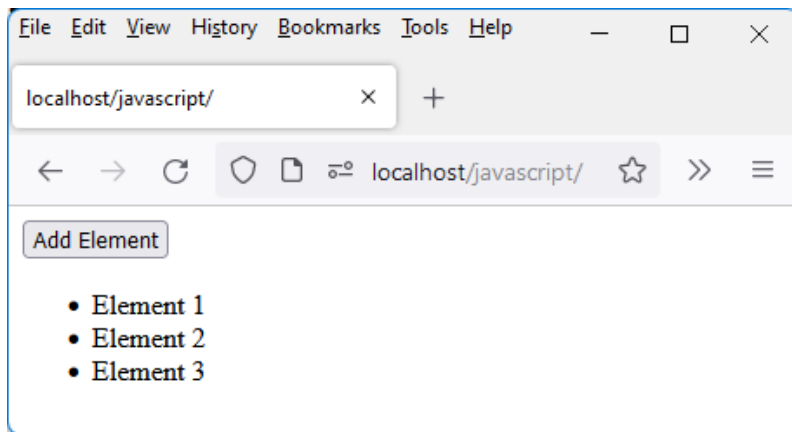 File Edit View History Bookmarks Tools Help
localhost/javascript/
localhost/javascript/
Add Element
Element 1
Element 2
Element 3